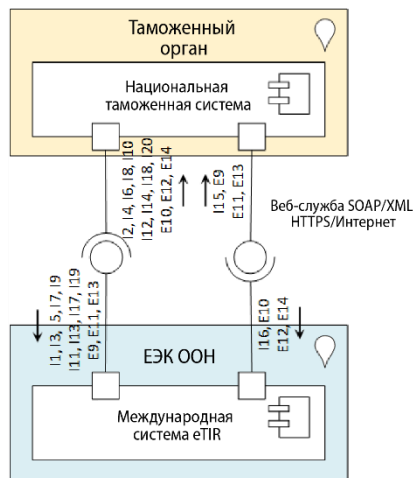 Таможенный
орган
Национальная
таможенная система
I2, I4, I6, I8, I10
I12, I14, I18, I20
E10, E12, E14
I15, E9
E11, E13
Веб-служба SOAP/XML
HTTPS/Интернет
I1, I3, I5, I7, I9
I11, I13, I17, I19
E9, E11, E13
I16, E10
E12, E14
ЕЭК ООН
Международная
система eTIR